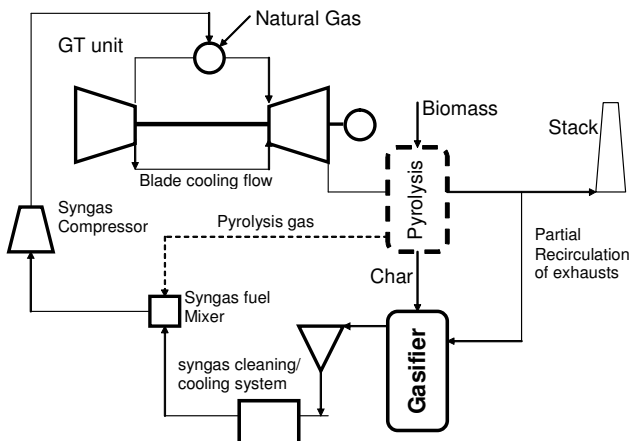 Natural Gas
GT unit
Biomass
Stack
Blade cooling flow
Pyrolysis
Syngas
Compressor
Pyrolysis gas
Partial
Recirculation
of exhausts
Char
Syngas fuel
Mixer
syngas cleaning/
cooling system
Gasifier